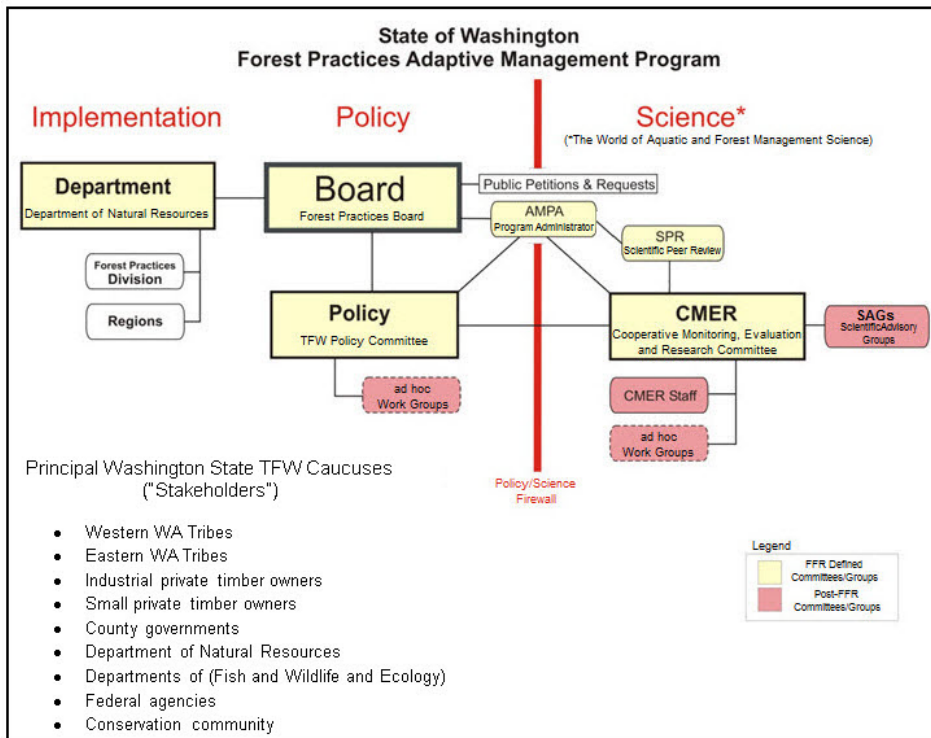 State of Washington
Forest Practices Adaptive Management Program
Implementation
Policy
Science*
(*The World of Aquatic and Forest Management Science)
Department
Department of Natural Resources
Board
Forest Practices Board
Public Petitions & Requests
AMPA
Program Administrator
SPR
Scientific Peer Review
Forest Practices
Division
Regions
Policy
TFW Policy Committee
CMER
Cooperative Monitoring, Evaluation
and Research Committee
SAGs
ScientificAdvisory
Groups
ad hoc
Work Groups
CMER Staff
ad hoc
Work Groups
Policy/Science
Firewall
Principal Washington State TFW Caucuses
("Stakeholders")
• Western WA Tribes
• Eastern WA Tribes
• Industrial private timber owners
• Small private timber owners
• County governments
• Department of Natural Resources
• Departments of (Fish and Wildlife and Ecology)
• Federal agencies
• Conservation community
Legend
FFR Defined
Committees/Groups
Post-FFR
Committees/Groups